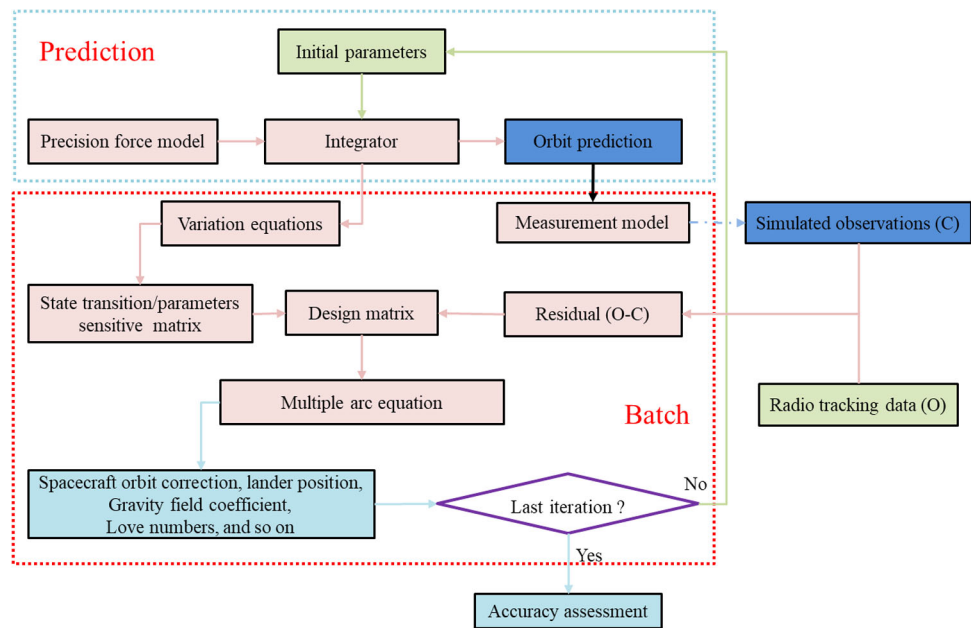 Prediction
Initial parameters
Precision force model
Integrator
Orbit prediction
Variation equations
Measurement model
Simulated observations (C)
State transition/parameters
sensitive matrix
Design matrix
Residual (O-C)
Multiple arc equation
Batch
Radio tracking data (O)
Spacecraft orbit correction, lander position,
Gravity field coefficient,
Love numbers, and so on
Last iteration ?
No
Yes
Accuracy assessment